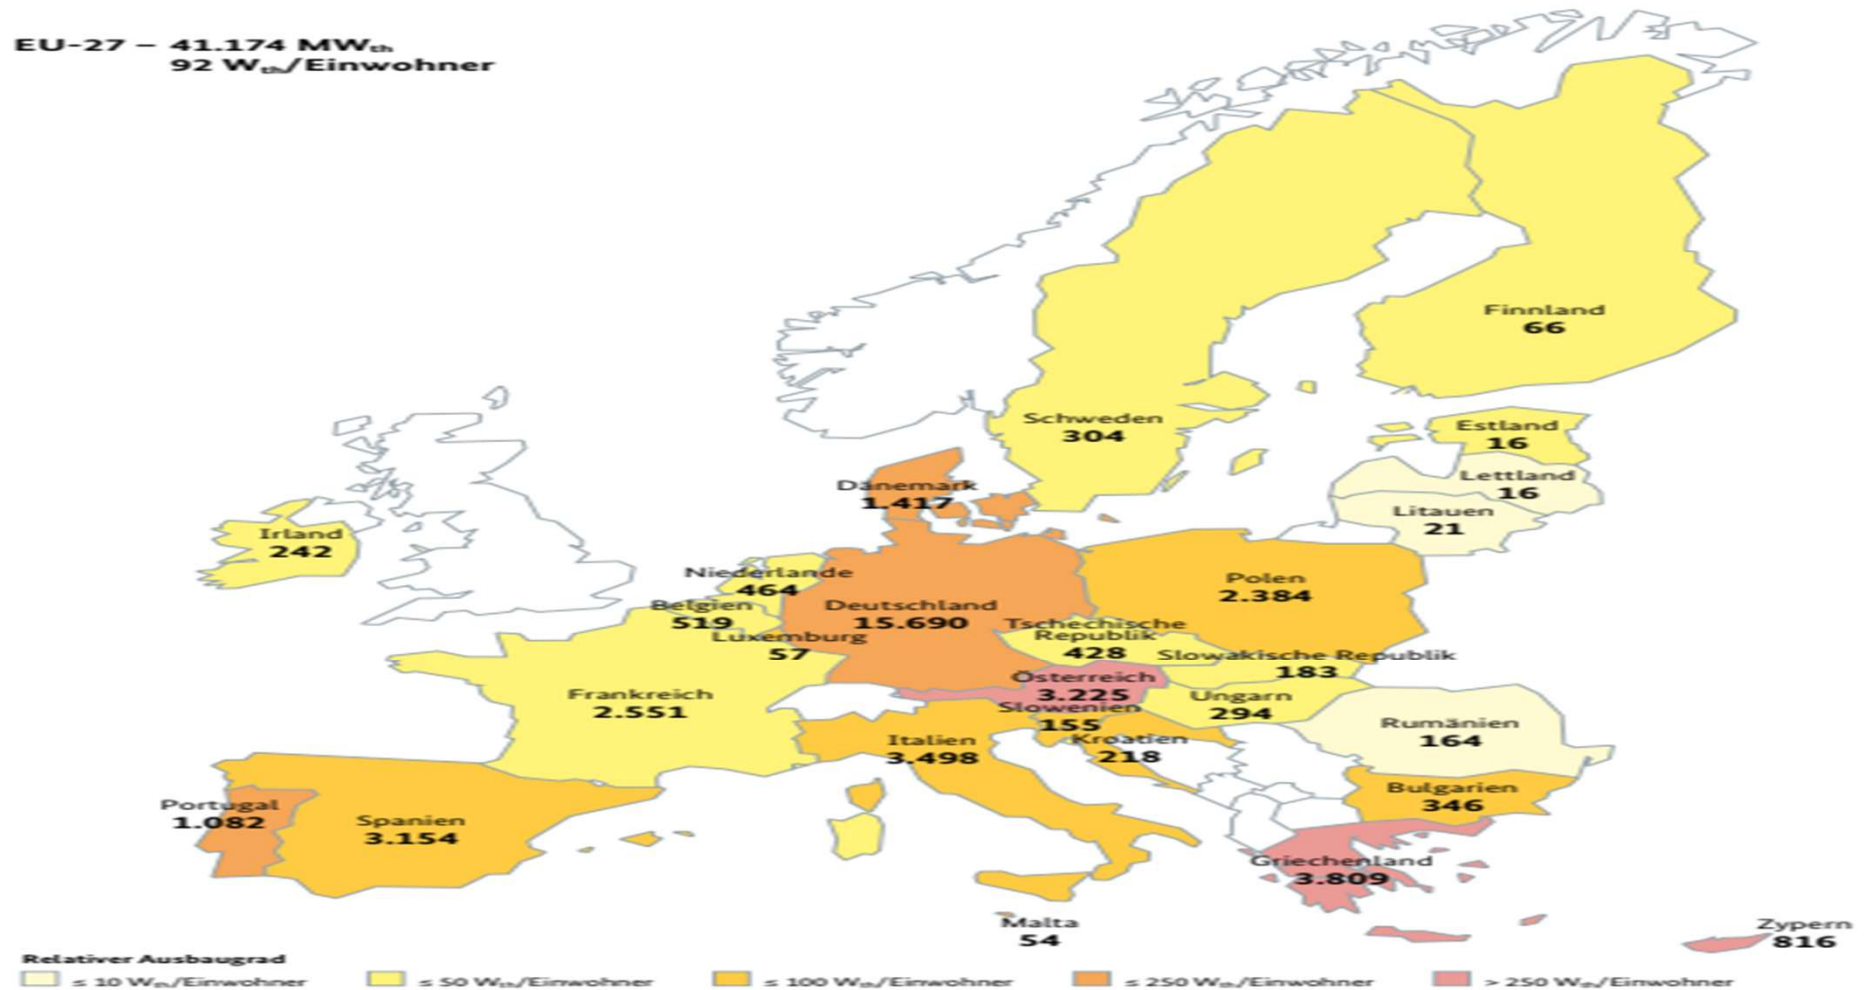 EU-27 – 41.174 MWth
92 Wth/Einwohner
Finnland
66
Schweden
304
Estland
16
Lettland
16
Litauen
21
Dänemark
1.417
Irland
242
Niederlande
464
Belgien
519
Luxemburg
57
Deutschland
15.690
Polen
2.384
Tschechische
Republik
428
Slowakische Republik
183
Österreich
3.225
Ungarn
294
Slowenien
155
Kroatien
218
Frankreich
2.551
Italien
3.498
Rumänien
164
Bulgarien
346
Portugal
1.082
Spanien
3.154
Griechenland
3.809
Malta
54
Zypern
816
Relativer Ausbaugrad
≤ 10 Wth/Einwohner
≤ 50 Wth/Einwohner
≤ 100 Wth/Einwohner
≤ 250 Wth/Einwohner
> 250 Wth/Einwohner